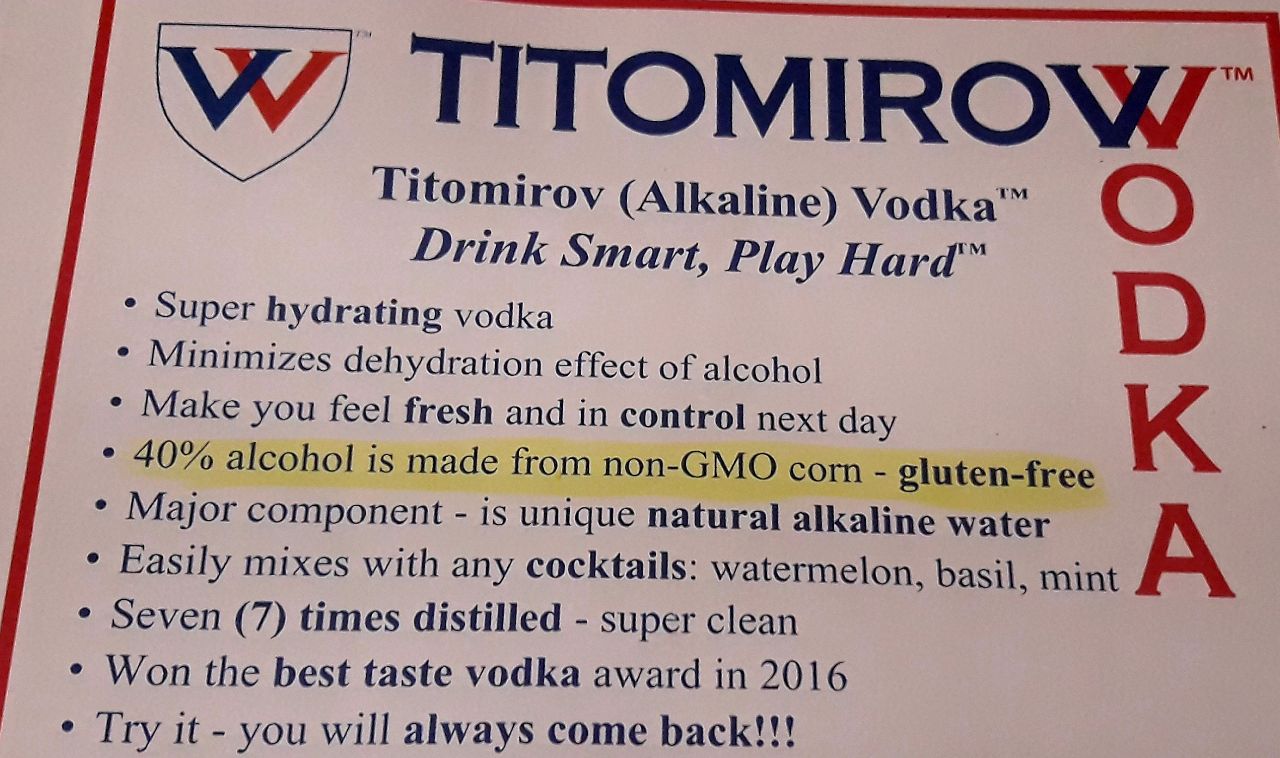 W™
TITOMIROW™
ODKA
Titomirov (Alkaline) Vodka™
Drink Smart, Play Hard™
• Super hydrating vodka
• Minimizes dehydration effect of alcohol
• Make you feel fresh and in control next day
• 40% alcohol is made from non-GMO corn - gluten-free
• Major component - is unique natural alkaline water
• Easily mixes with any cocktails: watermelon, basil, mint
• Seven (7) times distilled - super clean
• Won the best taste vodka award in 2016
• Try it - you will always come back!!!